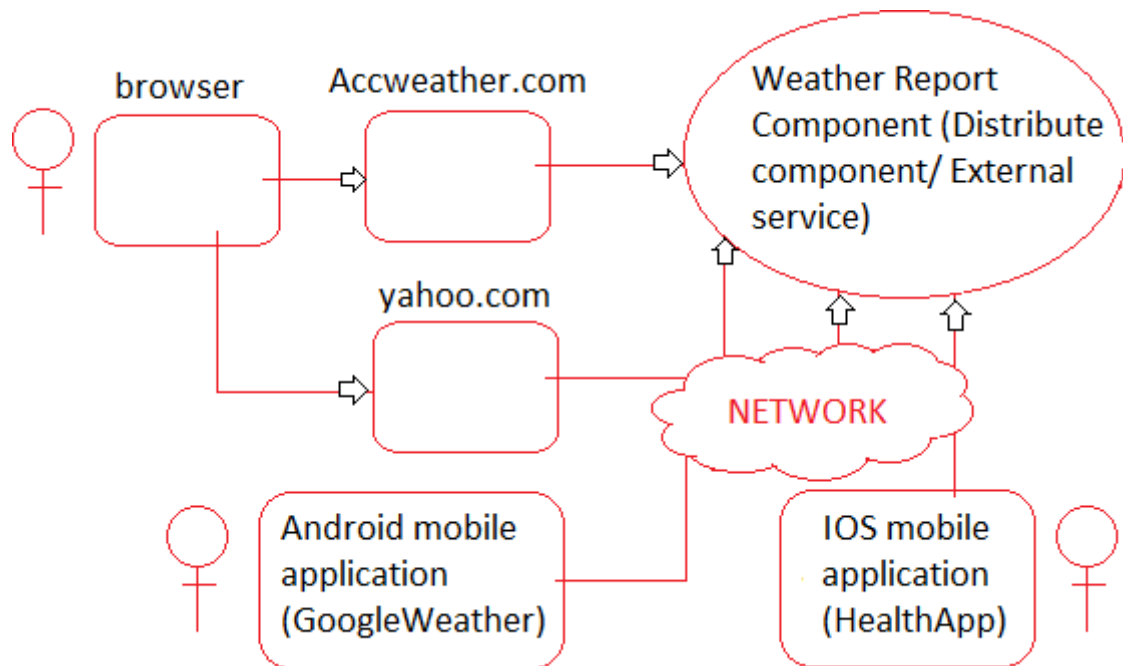 browser
Accweather.com
Weather Report
Component (Distribute
component/ External
service)
yahoo.com
NETWORK
Android mobile
application
(GoogleWeather)
IOS mobile
application
(HealthApp)